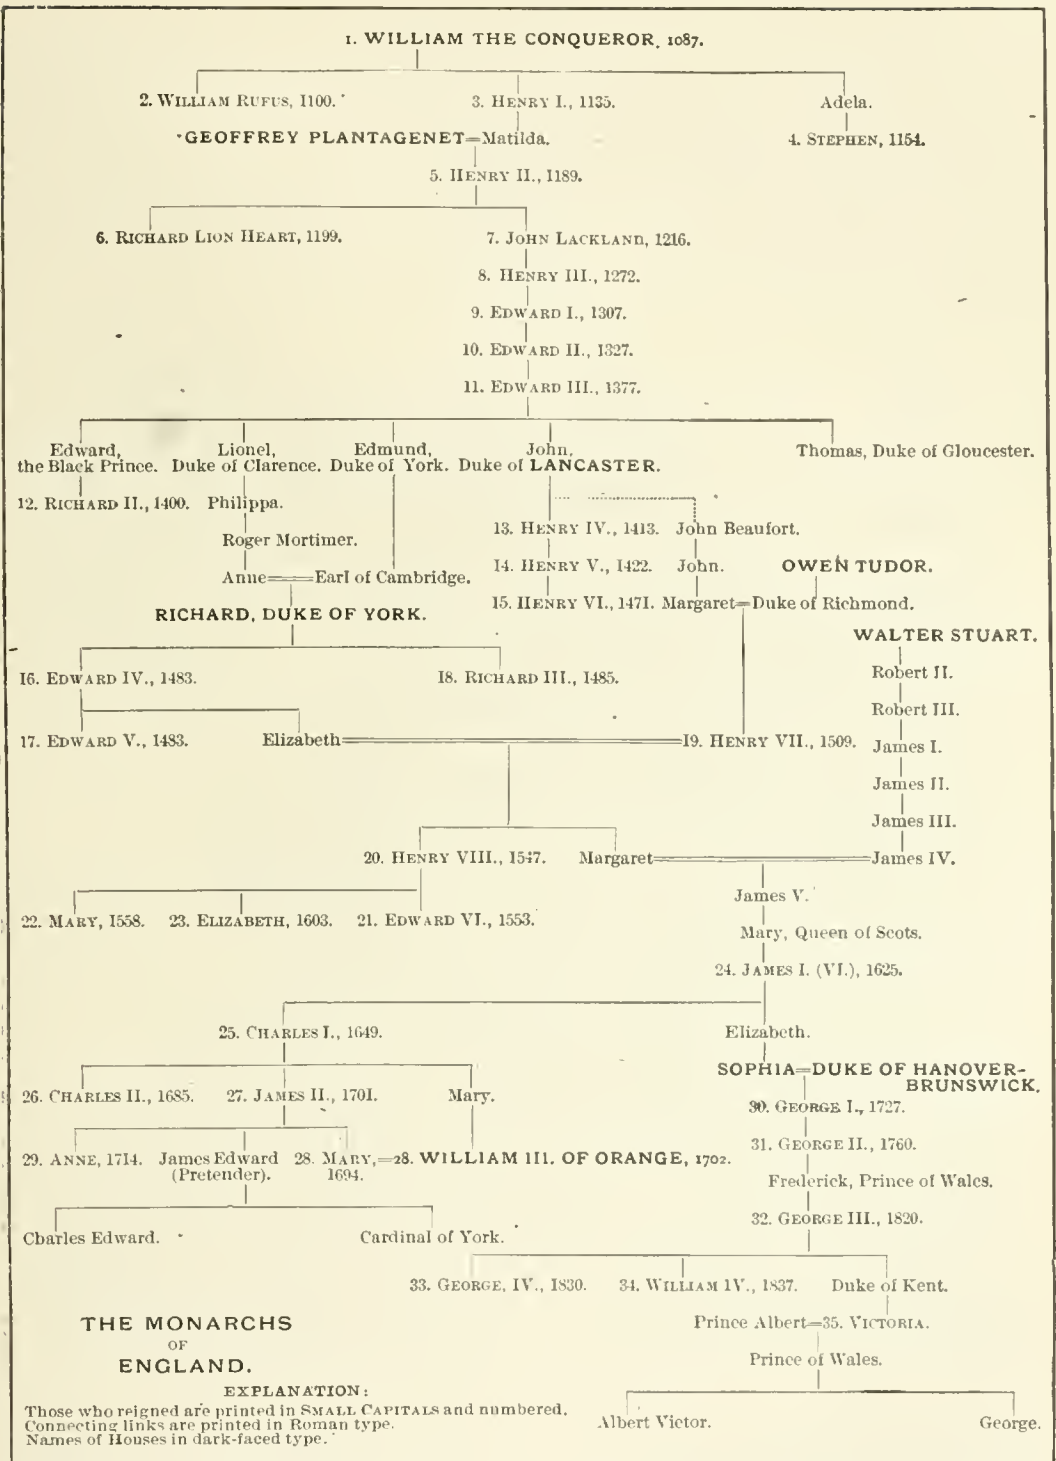 1. WILLIAM THE CONQUEROR, 1087.
2. WILLIAM RUFUS, 1100. 3. HENRY I., 1135. Adela.
GEOFFREY PLANTAGENET=Matilda. 4. STEPHEN, 1154.
5. HENRY II., 1189.
6. RICHARD LION HEART, 1199. 7. JOHN LACKLAND, 1216.
8. HENRY III., 1272.
9. EDWARD I., 1307.
10. EDWARD II., 1327.
11. EDWARD III., 1377.
Edward, Lionel, Edmund, John, Thomas, Duke of Gloucester.
the Black Prince. Duke of Clarence. Duke of York. Duke of LANCASTER.
12. RICHARD II., 1400. Philippa.
13. HENRY IV., 1413. John Beaufort.
Roger Mortimer.
14. HENRY V., 1422. John. OWEN TUDOR.
Anne=Earl of Cambridge.
15. HENRY VI., 1471. Margaret=Duke of Richmond.
RICHARD, DUKE OF YORK.
WALTER STUART.
16. EDWARD IV., 1483. 18. RICHARD III., 1485. Robert II.
Robert III.
17. EDWARD V., 1483. Elizabeth=19. HENRY VII., 1509. James I.
James II.
James III.
20. HENRY VIII., 1547. Margaret=James IV.
James V.
22. MARY, 1558. 23. ELIZABETH, 1603. 21. EDWARD VI., 1553.
Mary, Queen of Scots.
24. JAMES I. (VI.), 1625.
25. CHARLES I., 1649. Elizabeth.
SOPHIA=DUKE OF HANOVER-
BRUNSWICK.
26. CHARLES II., 1685. 27. JAMES II., 1701. Mary.
30. GEORGE I., 1727.
31. GEORGE II., 1760.
29. ANNE, 1714. James Edward 28. MARY,=28. WILLIAM III. OF ORANGE, 1702.
(Pretender). 1694.
Frederick, Prince of Wales.
32. GEORGE III., 1820.
Charles Edward. Cardinal of York.
33. GEORGE, IV., 1830. 34. WILLIAM IV., 1837. Duke of Kent.
Prince Albert=35. VICTORIA.
Prince of Wales.
Albert Victor. George.
THE MONARCHS
OF
ENGLAND.
EXPLANATION:
Those who reigned are printed in SMALL CAPITALS and numbered.
Connecting links are printed in Roman type.
Names of Houses in dark-faced type.